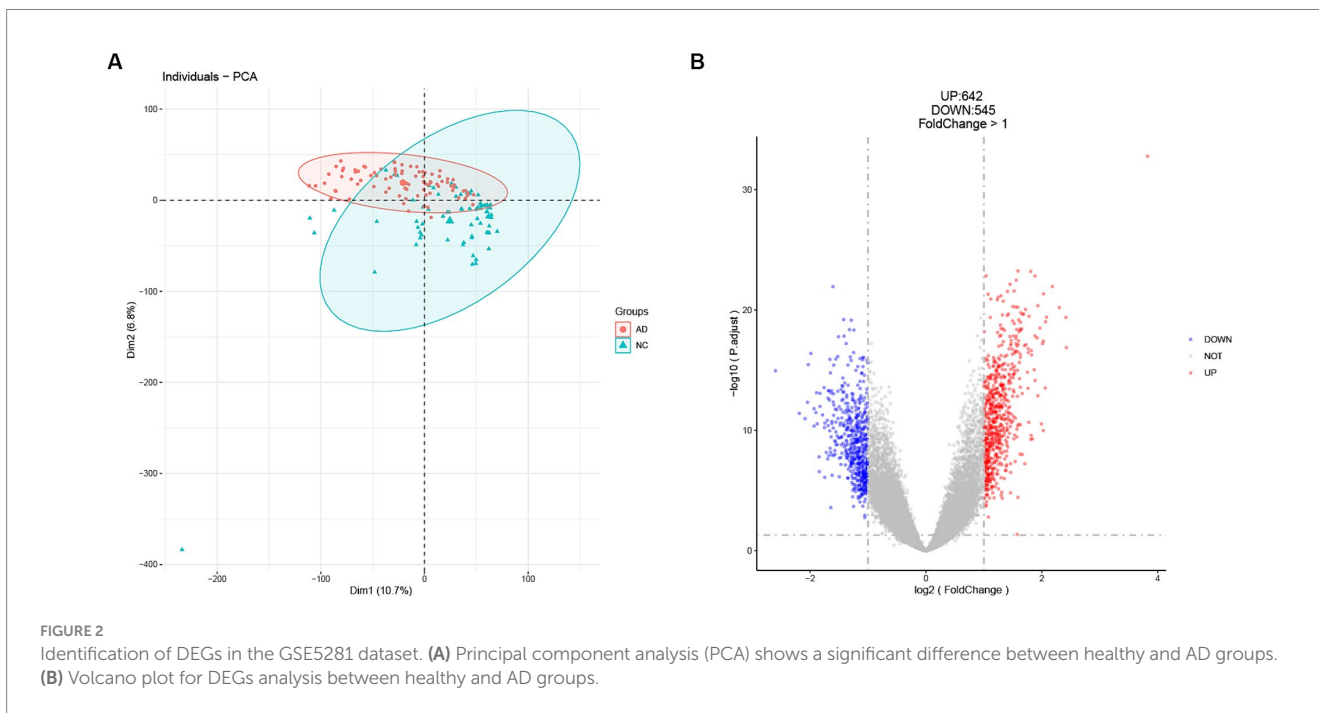 A
Individals − PCA
100
0
−100
−200
−300
−400
Dim2 (6.8%)
−200
−100
0
100
Dim1 (10.7%)
Groups
AD
NC
B
UP:642
DOWN:545
FoldChange > 1
30
20
10
0
−log10 ( P.adjust )
−2
0
2
4
log2 ( FoldChange )
DOWN
NOT
UP
FIGURE 2
Identification of DEGs in the GSE5281 dataset. (A) Principal component analysis (PCA) shows a significant difference between healthy and AD groups.
(B) Volcano plot for DEGs analysis between healthy and AD groups.